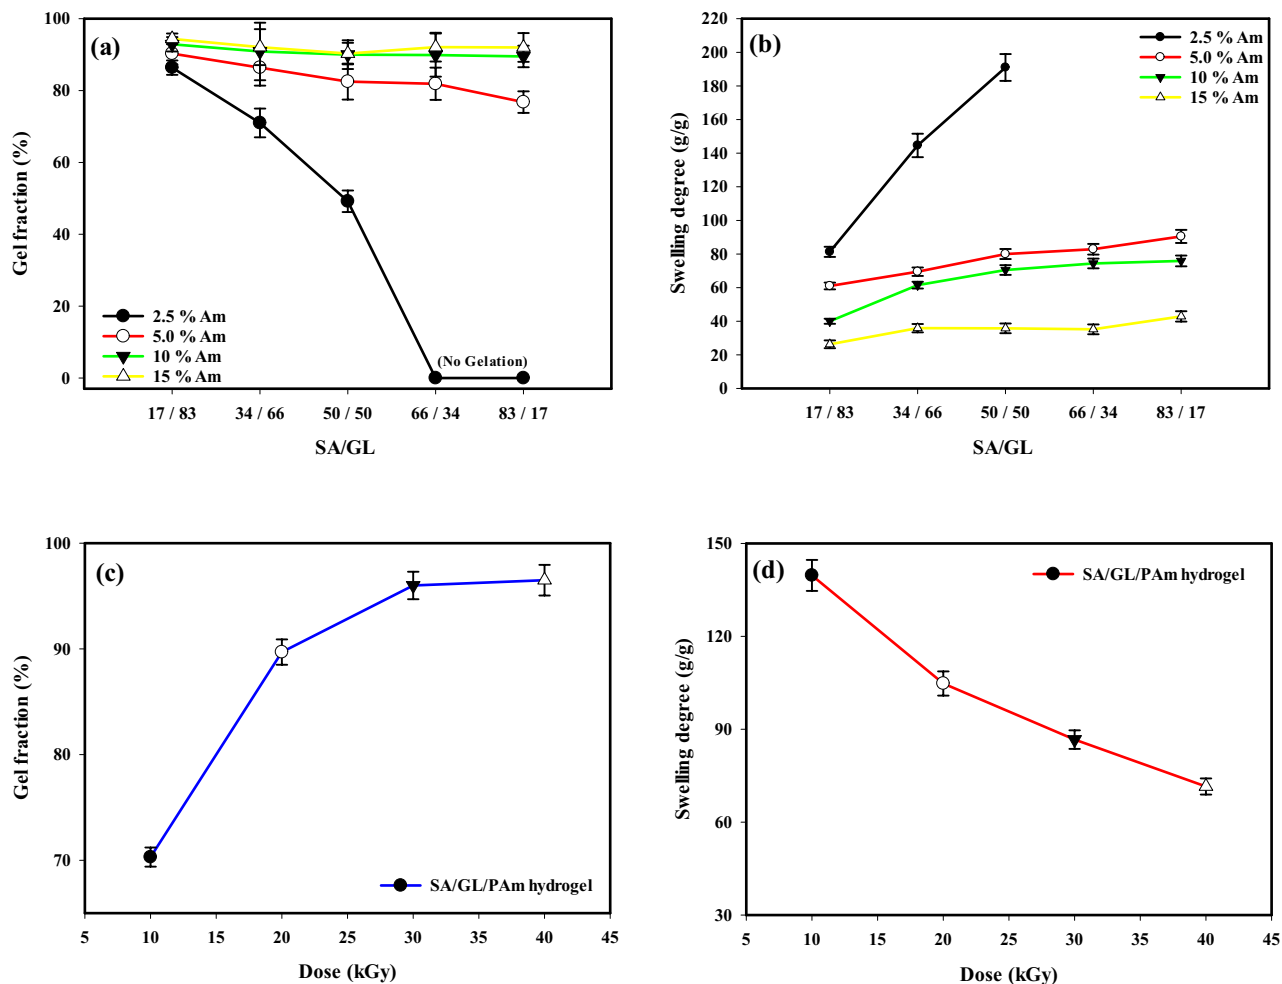 (a)
100
80
60
40
20
0
Gel fraction (%)
2.5 % Am
5.0 % Am
10 % Am
15 % Am
(No Gelation)
17 / 83
34 / 66
50 / 50
66 / 34
83 / 17
SA/GL
(b)
220
200
180
160
140
120
100
80
60
40
20
0
Swelling degree (g/g)
2.5 % Am
5.0 % Am
10 % Am
15 % Am
17 / 83
34 / 66
50 / 50
66 / 34
83 / 17
SA/GL
(c)
100
90
80
70
Gel fraction (%)
SA/GL/PAm hydrogel
5
10
15
20
25
30
35
40
45
Dose (kGy)
(d)
150
120
90
60
30
Swelling degree (g/g)
SA/GL/PAm hydrogel
5
10
15
20
25
30
35
40
45
Dose (kGy)